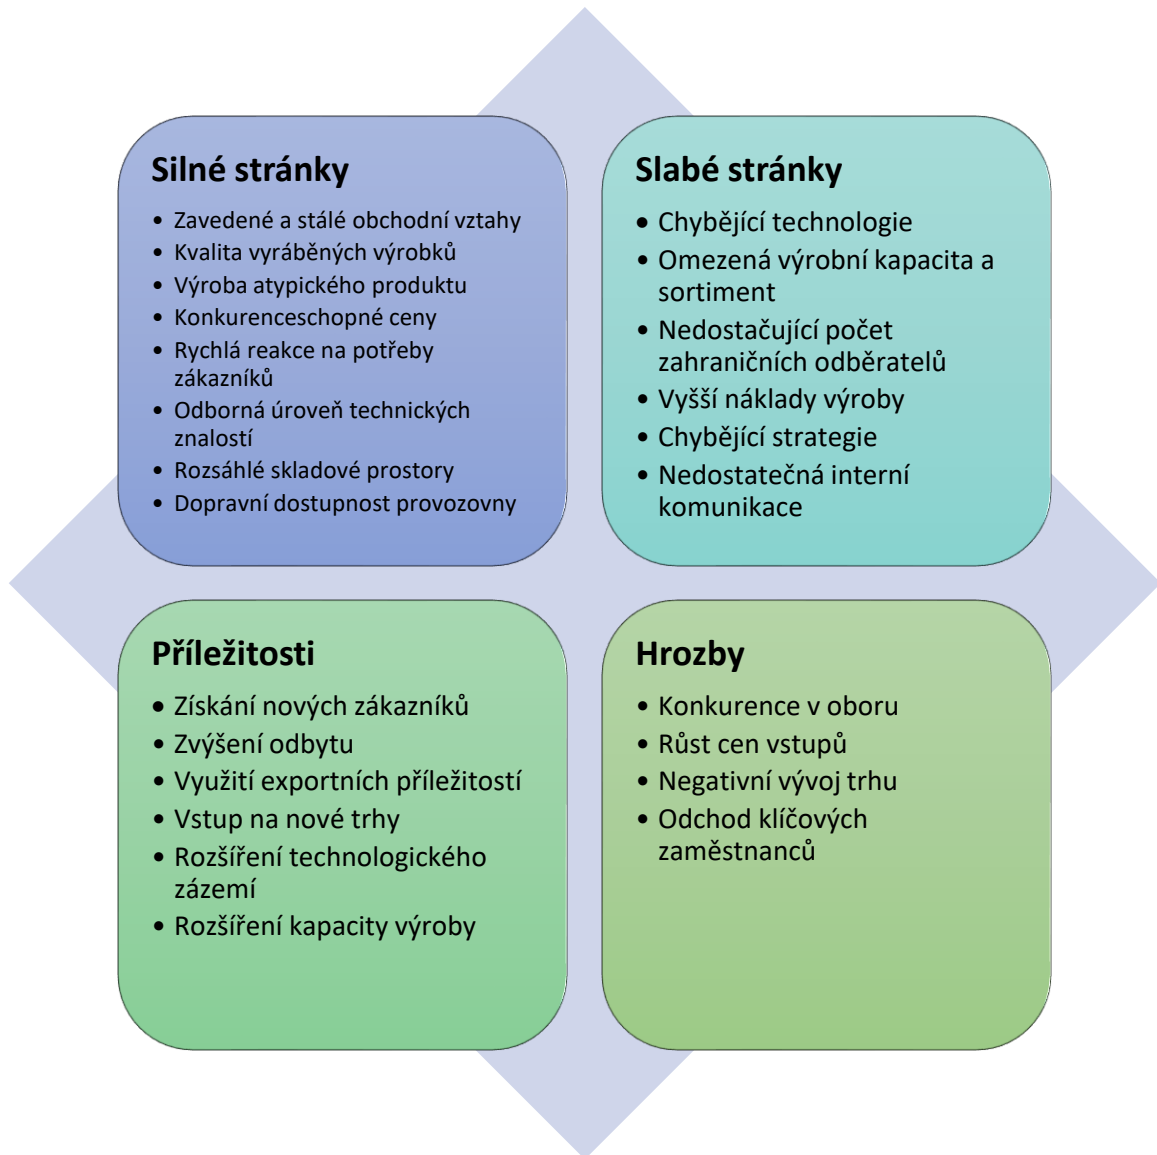 Silné stránky
• Zavedené a stálé obchodní vztahy
• Kvalita vyráběných výrobků
• Výroba atypického produktu
• Konkurenceschopné ceny
• Rychlá reakce na potřeby
zákazníků
• Odborná úroveň technických
znalostí
• Rozsáhlé skladové prostory
• Dopravní dostupnost provozovny
Slabé stránky
• Chybějící technologie
• Omezená výrobní kapacita a
sortiment
• Nedostačující počet
zahraničních odběratelů
• Vyšší náklady výroby
• Chybějící strategie
• Nedostatečná interní
komunikace
Příležitosti
• Získání nových zákazníků
• Zvýšení odbytu
• Využití exportních příležitostí
• Vstup na nové trhy
• Rozšíření technologického
zázemí
• Rozšíření kapacity výroby
Hrozby
• Konkurence v oboru
• Růst cen vstupů
• Negativní vývoj trhu
• Odchod klíčových
zaměstnanců